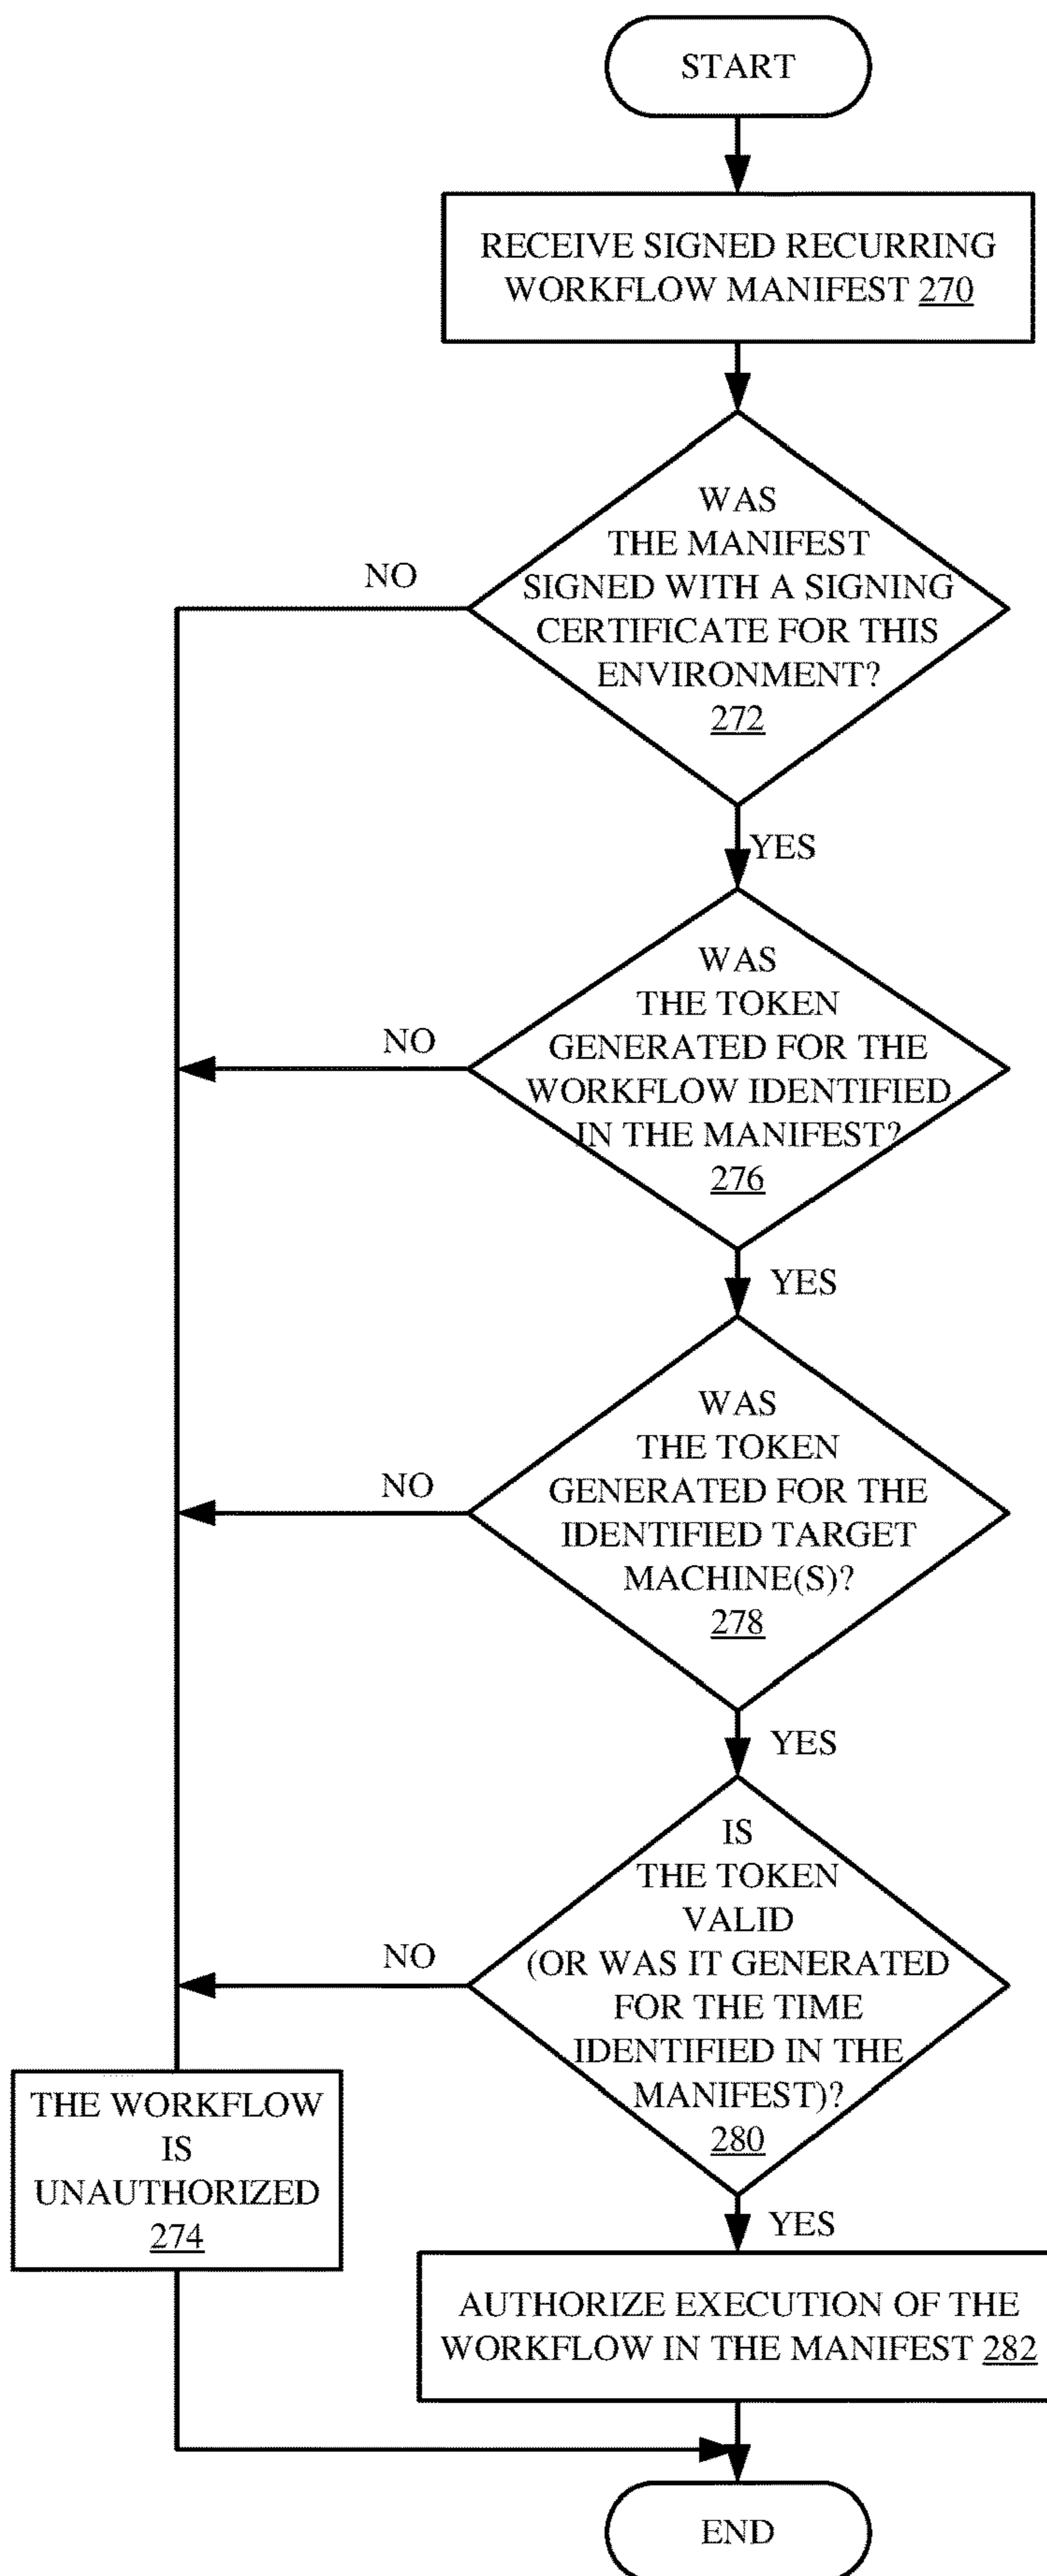 START
RECEIVE SIGNED RECURRING
WORKFLOW MANIFEST 270
WAS
THE MANIFEST
SIGNED WITH A SIGNING
CERTIFICATE FOR THIS
ENVIRONMENT?
272
NO
YES
WAS
THE TOKEN
GENERATED FOR THE
WORKFLOW IDENTIFIED
IN THE MANIFEST?
276
NO
YES
WAS
THE TOKEN
GENERATED FOR THE
IDENTIFIED TARGET
MACHINE(S)?
278
NO
YES
IS
THE TOKEN
VALID
(OR WAS IT GENERATED
FOR THE TIME
IDENTIFIED IN THE
MANIFEST)?
280
NO
YES
THE WORKFLOW
IS
UNAUTHORIZED
274
AUTHORIZE EXECUTION OF THE
WORKFLOW IN THE MANIFEST 282
END